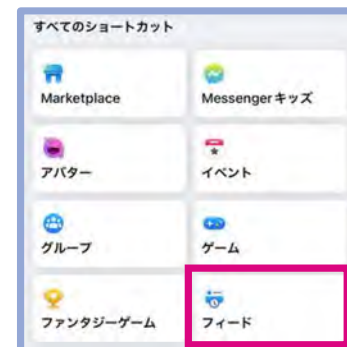 すべてのショートカット
Marketplace
Messengerキッズ
アバター
イベント
グループ
ゲーム
ファンタジーゲーム
フィード